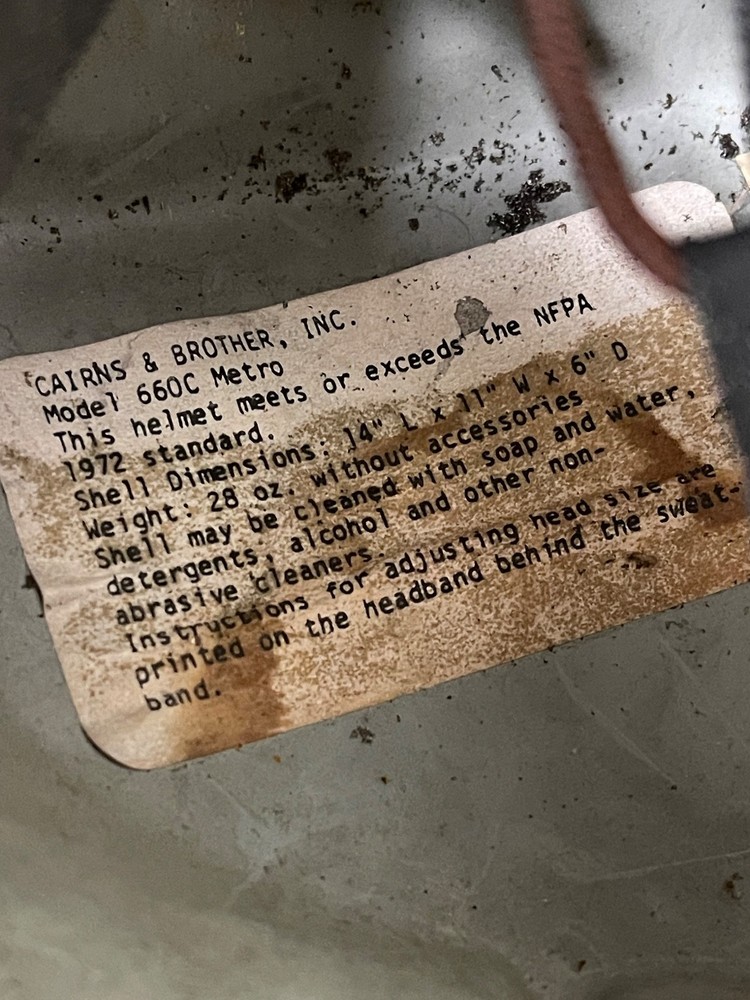 CAIRNS & BROTHER, INC.
Model 660C Metro
This helmet meets or exceeds the NFPA
1972 standard.
Shell Dimensions: 14" L x 11" W x 6" D
Weight: 28 oz. without accessories
Shell may be cleaned with soap and water,
detergents, alcohol and other non-
abrasive cleaners.
Instructions for adjusting head size are
printed on the headband behind the sweat-
band.